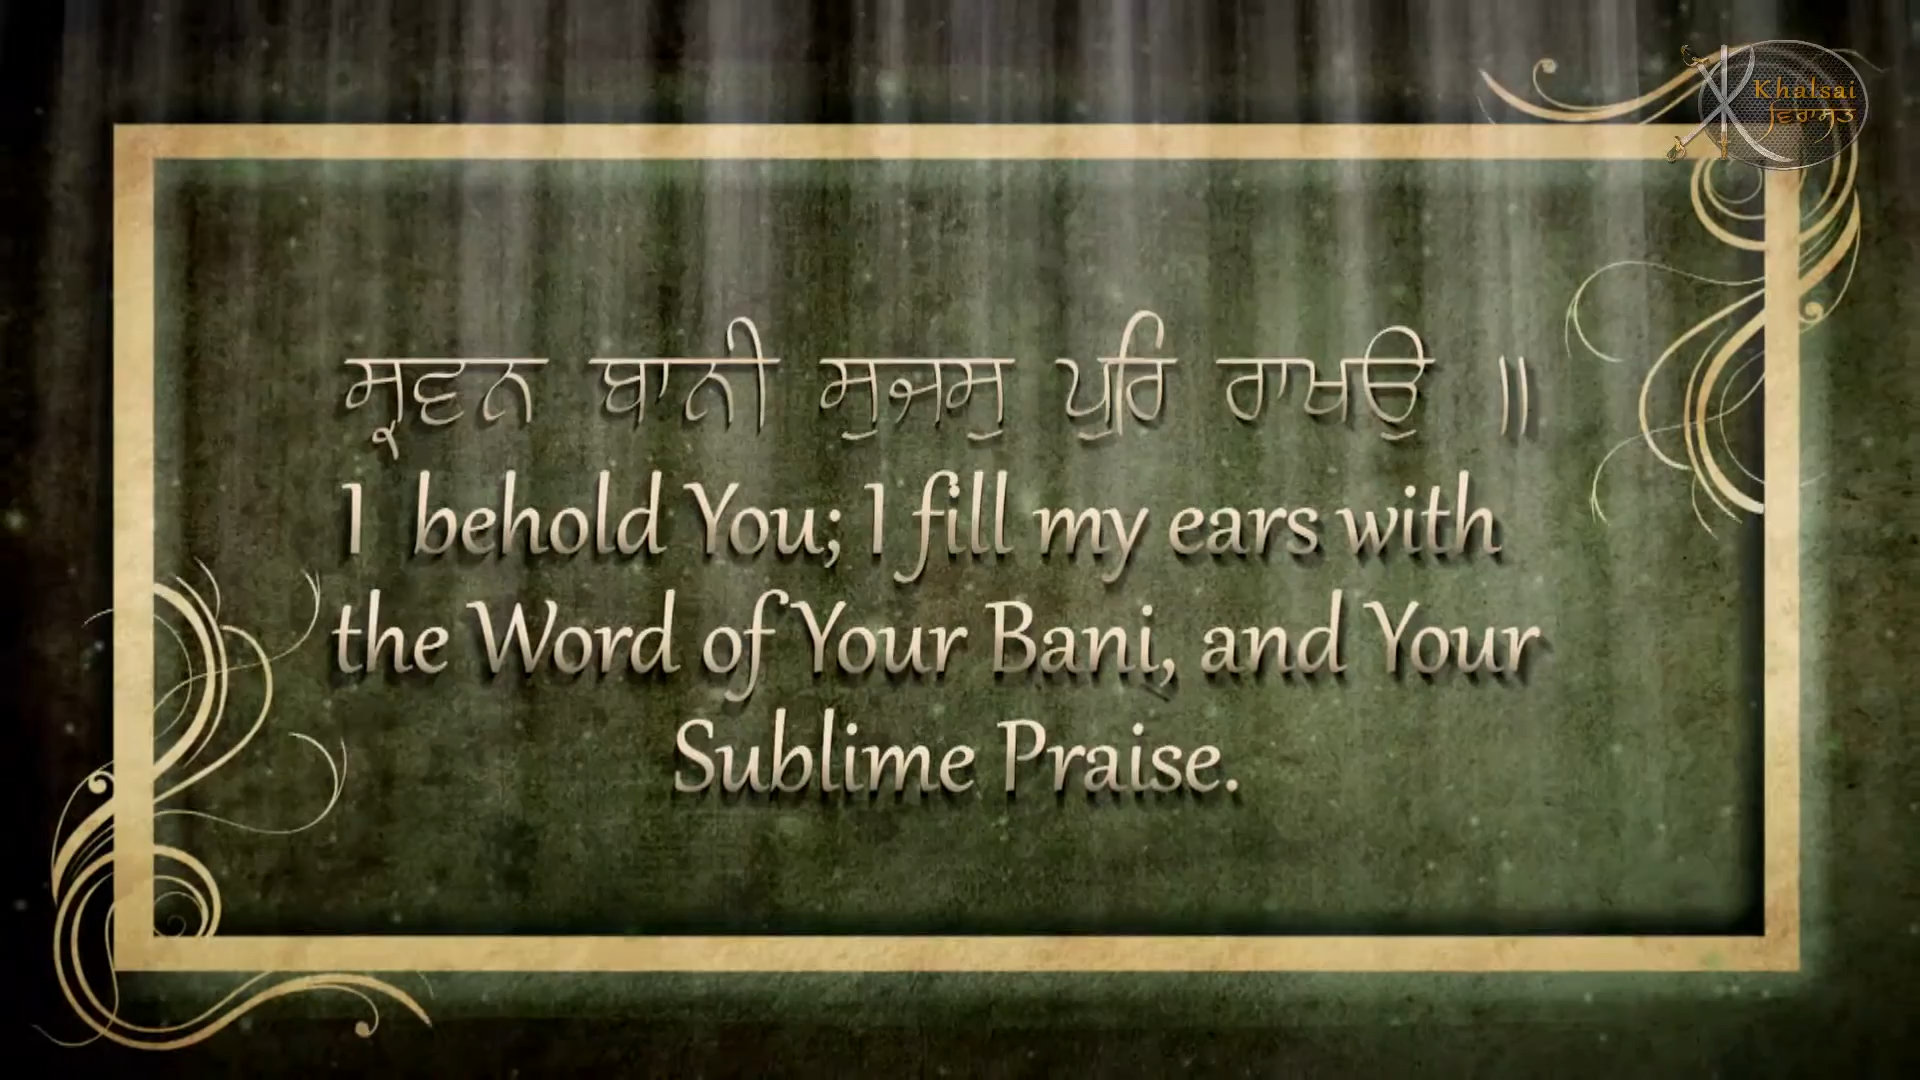 Khalsai
ਵਿਰਾਸਤ
ਸ੍ਰਵਨ ਬਾਨੀ ਸੁਜਸੁ ਪੁਰਿ ਰਾਖਉ ॥
I behold You; I fill my ears with
the Word of Your Bani, and Your
Sublime Praise.